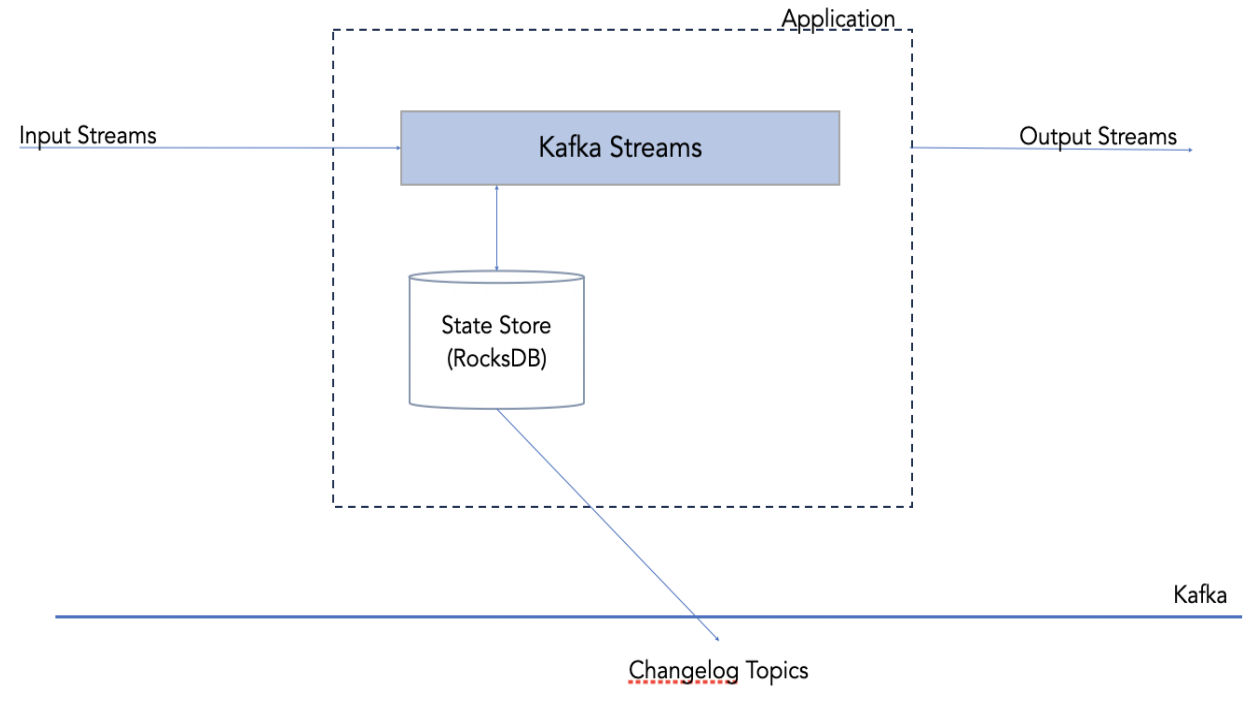 Application
Input Streams
Kafka Streams
Output Streams
State Store
(RocksDB)
Kafka
Changelog Topics